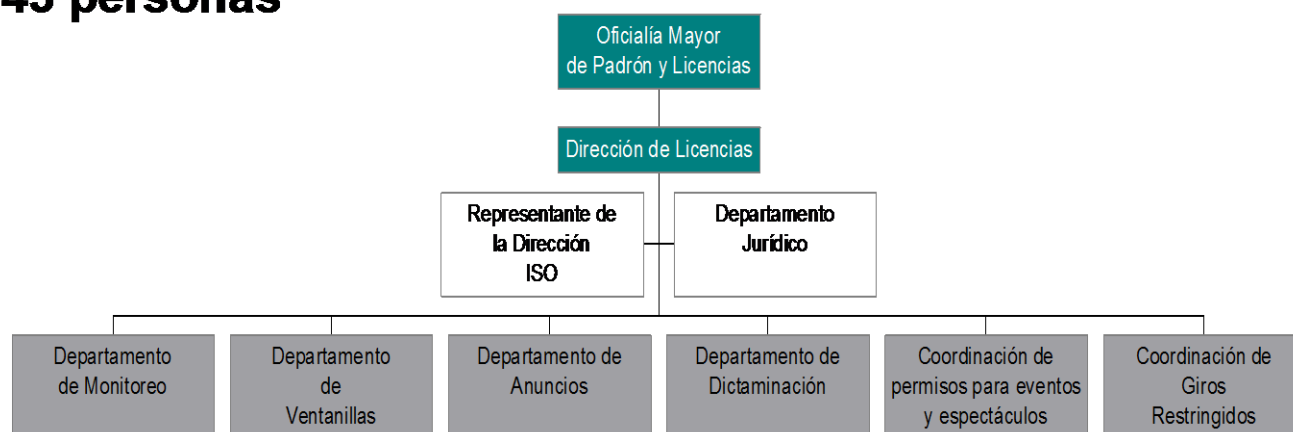 45 personas
Oficialía Mayor
de Padrón y Licencias
Dirección de Licencias
Representante de
la Dirección
ISO
Departamento
Jurídico
Departamento
de Monitoreo
Departamento
de
Ventanillas
Departamento de
Anuncios
Departamento de
Dictaminación
Coordinación de
permisos para eventos
y espectáculos
Coordinación de
Giros
Restringidos